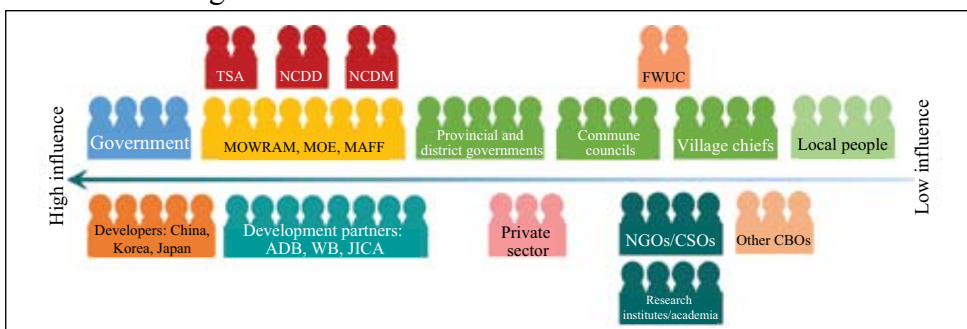 TSA
NCDD
NCDM
FWUC
High influence
Government
MOWRAM, MOE, MAFF
Provincial and
district governments
Commune
councils
Village chiefs
Local people
Low influence
Developers: China,
Korea, Japan
Development partners:
ADB, WB, JICA
Private
sector
NGOs/CSOs
Other CBOs
Research
institutes/academia